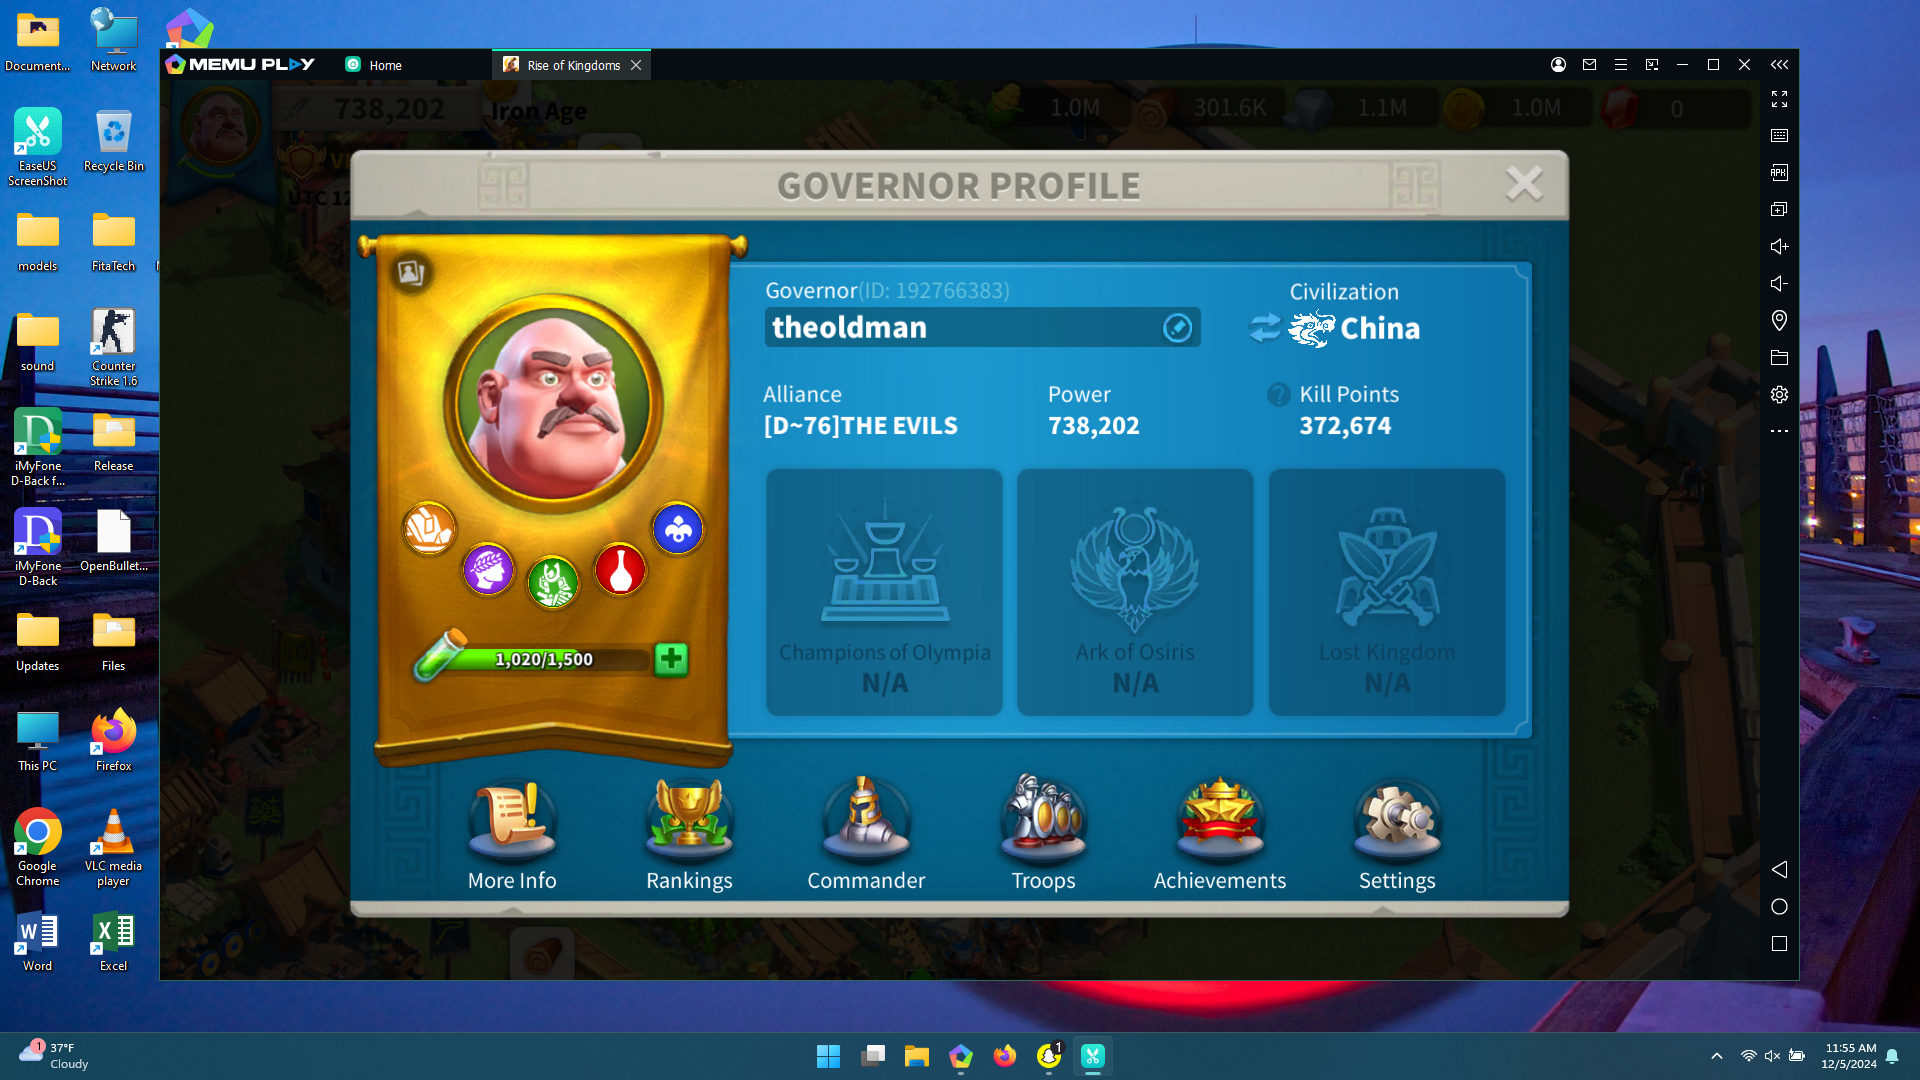 Document...
Network
EaseUS
ScreenShot
Recycle Bin
models
FitaTech
sound
Counter
Strike 1.6
iMyFone
D-Back f...
Release
iMyFone
D-Back
OpenBullet...
Updates
Files
This PC
Firefox
Google
Chrome
VLC media
player
Word
Excel
MEMU PLAY
Home
Rise of Kingdoms
738,202
Iron Age
1.0M
301.6K
1.1M
1.0M
0
UTC 12
APK
GOVERNOR PROFILE
Governor(ID: 192766383)
theoldman
Civilization
China
Alliance
[D~76]THE EVILS
Power
738,202
?
Kill Points
372,674
Champions of Olympia
N/A
Ark of Osiris
N/A
Lost Kingdom
N/A
1,020/1,500
More Info
Rankings
Commander
Troops
Achievements
Settings
1
37°F
Cloudy
1
11:55 AM
12/5/2024